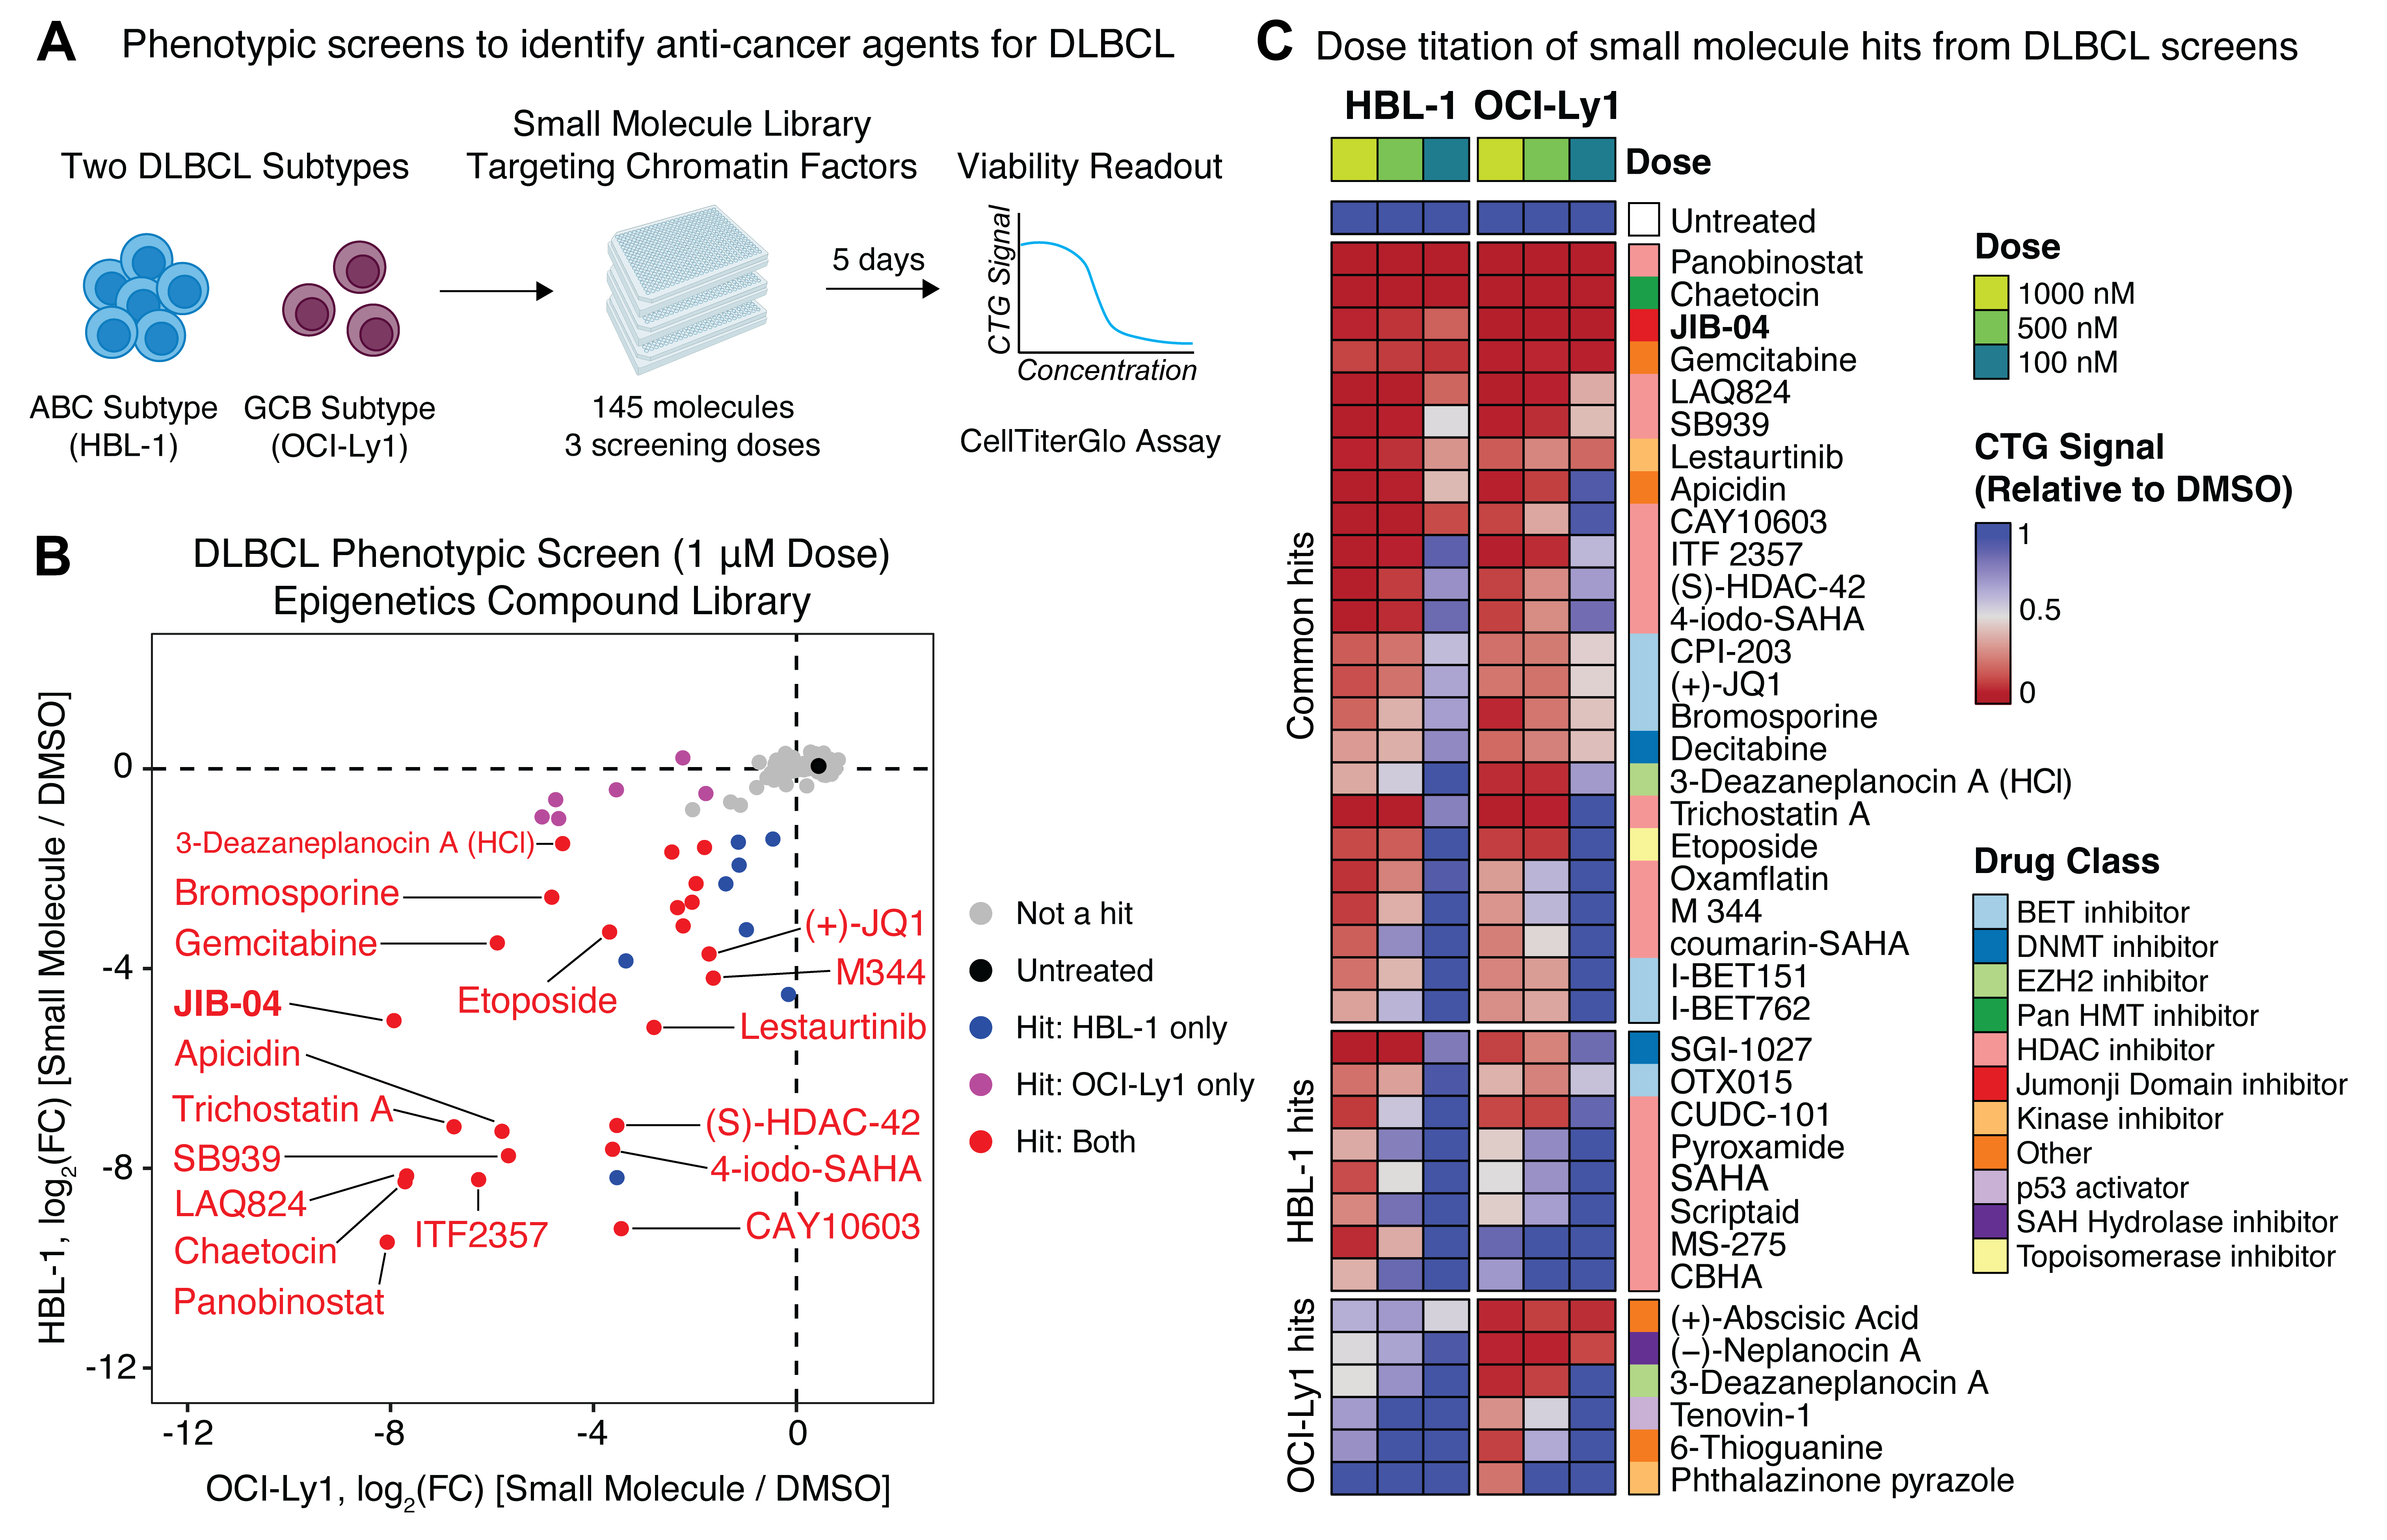 A
Phenotypic screens to identify anti-cancer agents for DLBCL
Two DLBCL Subtypes
ABC Subtype
(HBL-1)
GCB Subtype
(OCI-Ly1)
Small Molecule Library
Targeting Chromatin Factors
145 molecules
3 screening doses
5 days
Viability Readout
CTG Signal
Concentration
CellTiterGlo Assay
B
DLBCL Phenotypic Screen (1 µM Dose)
Epigenetics Compound Library
HBL-1, log2(FC) [Small Molecule / DMSO]
0
-4
-8
-12
3-Deazaneplanocin A (HCl)
Bromosporine
Gemcitabine
JIB-04
Apicidin
Trichostatin A
SB939
LAQ824
Chaetocin
Panobinostat
Etoposide
ITF2357
(+)-JQ1
M344
Lestaurtinib
(S)-HDAC-42
4-iodo-SAHA
CAY10603
-12
-8
-4
0
OCI-Ly1, log2(FC) [Small Molecule / DMSO]
Not a hit
Untreated
Hit: HBL-1 only
Hit: OCI-Ly1 only
Hit: Both
C
Dose titation of small molecule hits from DLBCL screens
HBL-1 OCI-Ly1
Dose
Untreated
Common hits
Panobinostat
Chaetocin
JIB-04
Gemcitabine
LAQ824
SB939
Lestaurtinib
Apicidin
CAY10603
ITF 2357
(S)-HDAC-42
4-iodo-SAHA
CPI-203
(+)-JQ1
Bromosporine
Decitabine
3-Deazaneplanocin A (HCl)
Trichostatin A
Etoposide
Oxamflatin
M 344
coumarin-SAHA
I-BET151
I-BET762
HBL-1 hits
SGI-1027
OTX015
CUDC-101
Pyroxamide
SAHA
Scriptaid
MS-275
CBHA
OCI-Ly1 hits
(+)-Abscisic Acid
(−)-Neplanocin A
3-Deazaneplanocin A
Tenovin-1
6-Thioguanine
Phthalazinone pyrazole
Dose
1000 nM
500 nM
100 nM
CTG Signal
(Relative to DMSO)
1
0.5
0
Drug Class
BET inhibitor
DNMT inhibitor
EZH2 inhibitor
Pan HMT inhibitor
HDAC inhibitor
Jumonji Domain inhibitor
Kinase inhibitor
Other
p53 activator
SAH Hydrolase inhibitor
Topoisomerase inhibitor